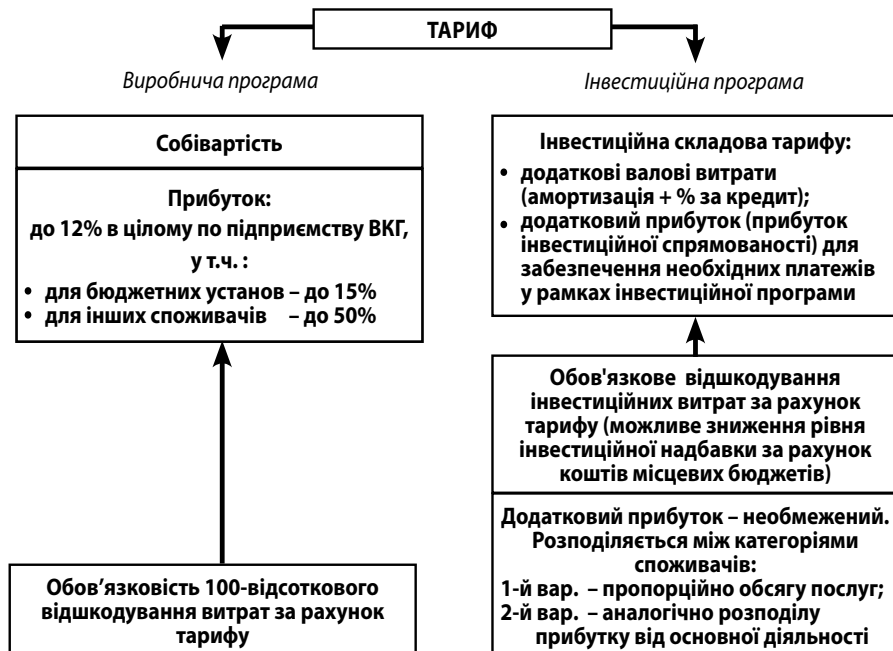 ТАРИФ
Виробнича програма
Собівартість
Прибуток:
до 12% в цілому по підприємству ВКГ,
у т.ч. :
• для бюджетних установ – до 15%
• для інших споживачів – до 50%
Обов’язковість 100-відсоткового
відшкодування витрат за рахунок
тарифу
Інвестиційна програма
Інвестиційна складова тарифу:
• додаткові валові витрати
(амортизація + % за кредит);
• додатковий прибуток (прибуток
інвестиційної спрямованості) для
забезпечення необхідних платежів
у рамках інвестиційної програми
Обов'язкове відшкодування
інвестиційних витрат за рахунок
тарифу (можливе зниження рівня
інвестиційної надбавки за рахунок
коштів місцевих бюджетів)
Додатковий прибуток – необмежений.
Розподіляється між категоріями
споживачів:
1-й вар. – пропорційно обсягу послуг;
2-й вар. – аналогічно розподілу
прибутку від основної діяльності